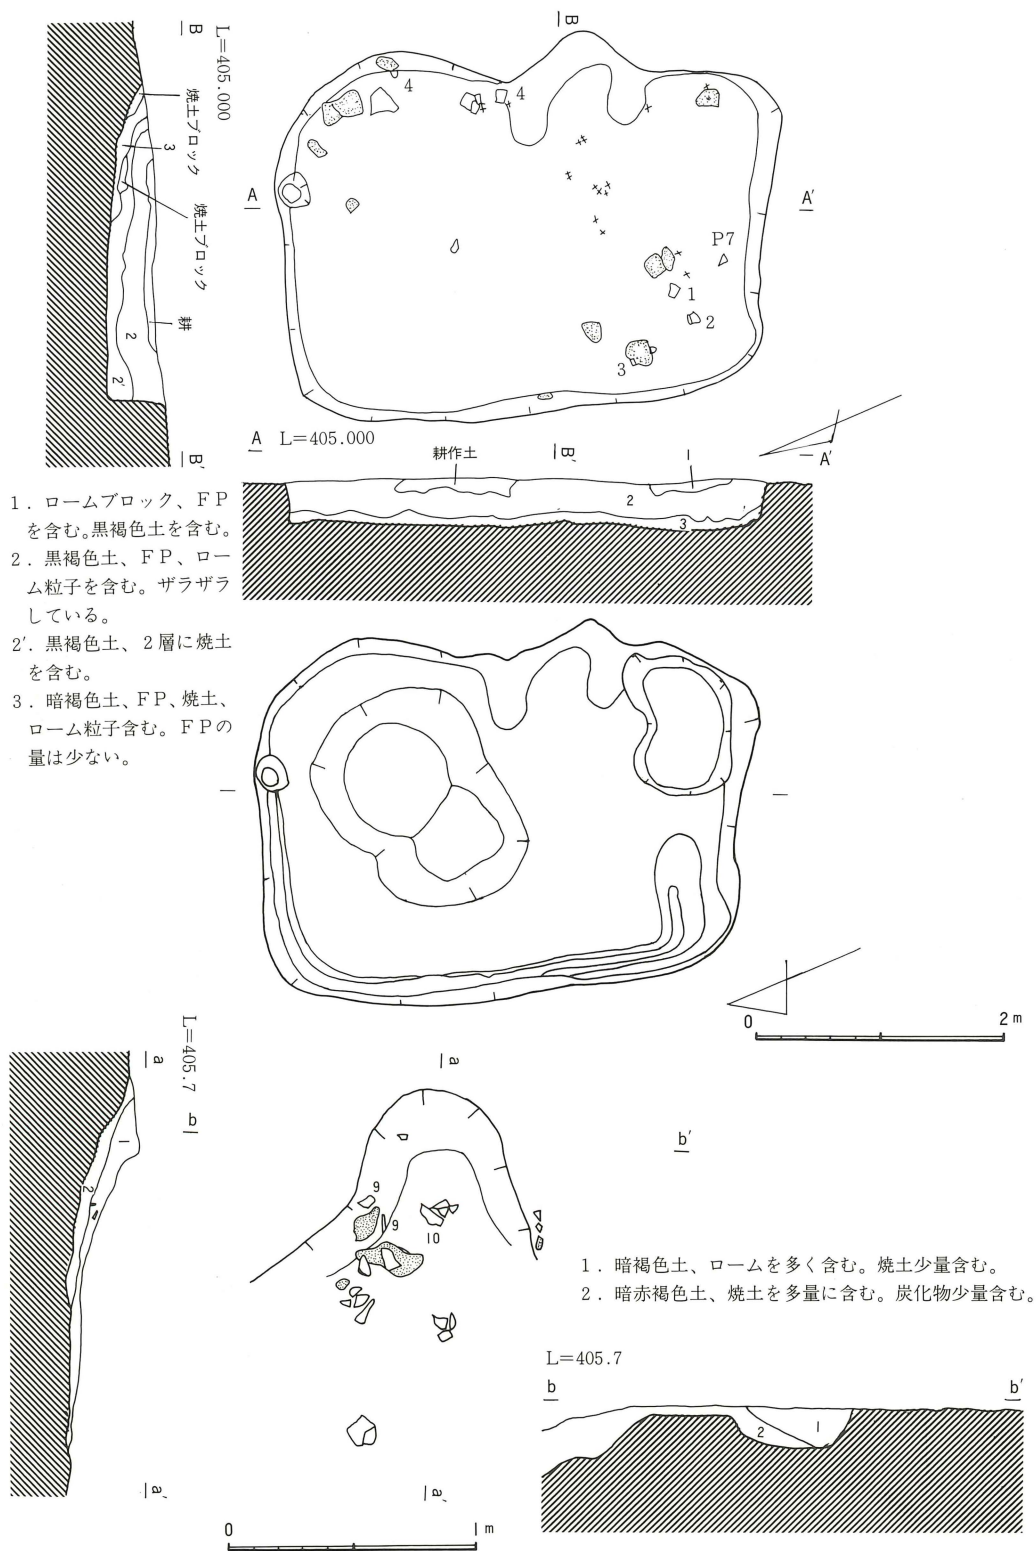 B
L=405.000
焼土ブロック
3
焼土ブロック
耕
2
2′
B′
B
4
4
A
A′
P7
1
2
3
A L=405.000
耕作土
B′
1
A′
2
3
1．ロームブロック、ＦＰ
を含む。黒褐色土を含む。
2．黒褐色土、ＦＰ、ロー
ム粒子を含む。ザラザラ
している。
2′．黒褐色土、２層に焼土
を含む。
3．暗褐色土、ＦＰ、焼土、
ローム粒子含む。ＦＰの
量は少ない。
0 2m
L=405.7
a
1
2
a′
a
b
b′
9
9
10
a′
0 1m
1．暗褐色土、ロームを多く含む。焼土少量含む。
2．暗赤褐色土、焼土を多量に含む。炭化物少量含む。
L=405.7
b
b′
2
1